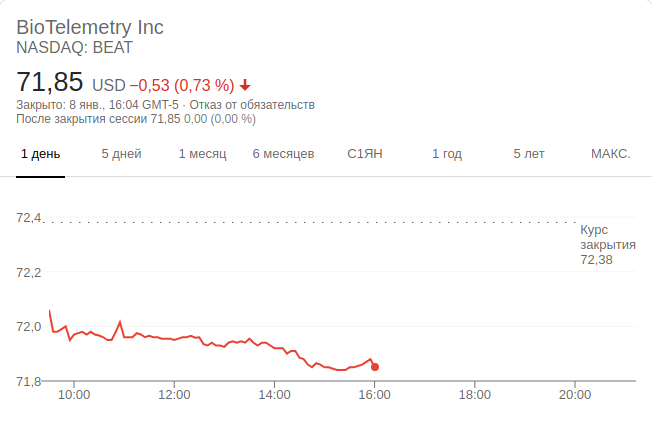 BioTelemetry Inc
NASDAQ: BEAT
71,85 USD −0,53 (0,73 %)
Закрыто: 8 янв., 16:04 GMT-5 · Отказ от обязательств
После закрытия сессии 71,85 0,00 (0,00 %)
1 день 5 дней 1 месяц 6 месяцев С1ЯН 1 год 5 лет МАКС.
72,4
Курс
закрытия
72,38
72,2
72,0
71,8
10:00 12:00 14:00 16:00 18:00 20:00